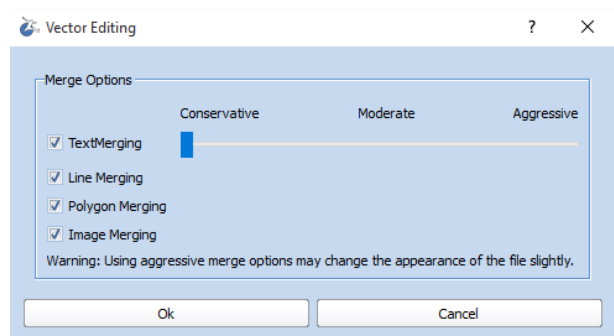 Vector Editing ?
Merge Options
Conservative Moderate Aggressive
TextMerging
Line Merging
Polygon Merging
Image Merging
Warning: Using aggressive merge options may change the appearance of the file slightly.
Ok Cancel